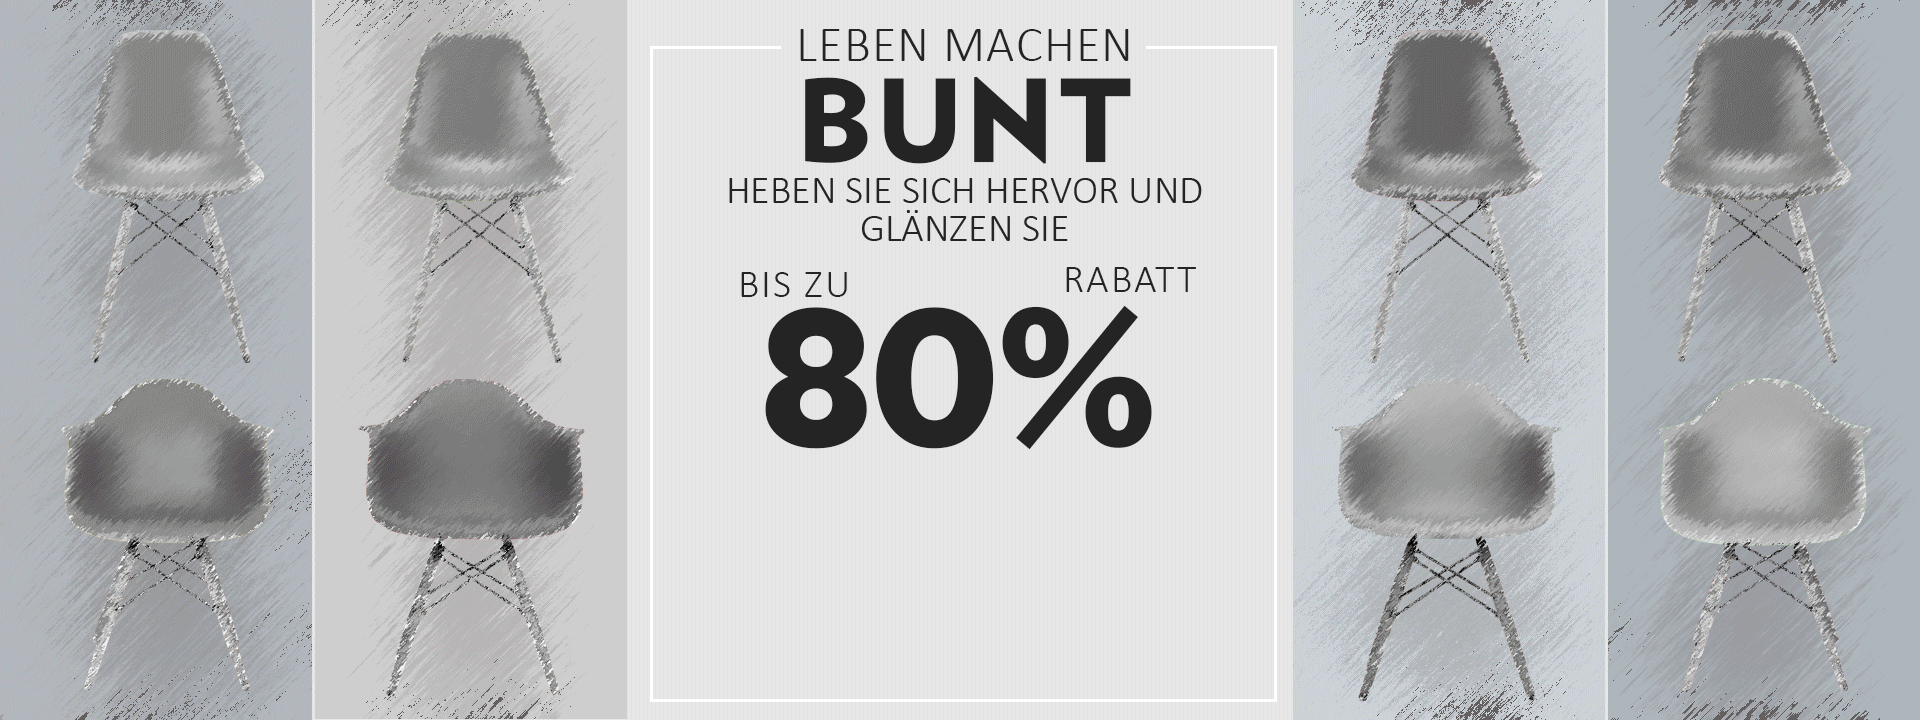 LEBEN MACHEN
BUNT
HEBEN SIE SICH HERVOR UND
GLÄNZEN SIE
BIS ZU
RABATT
80%